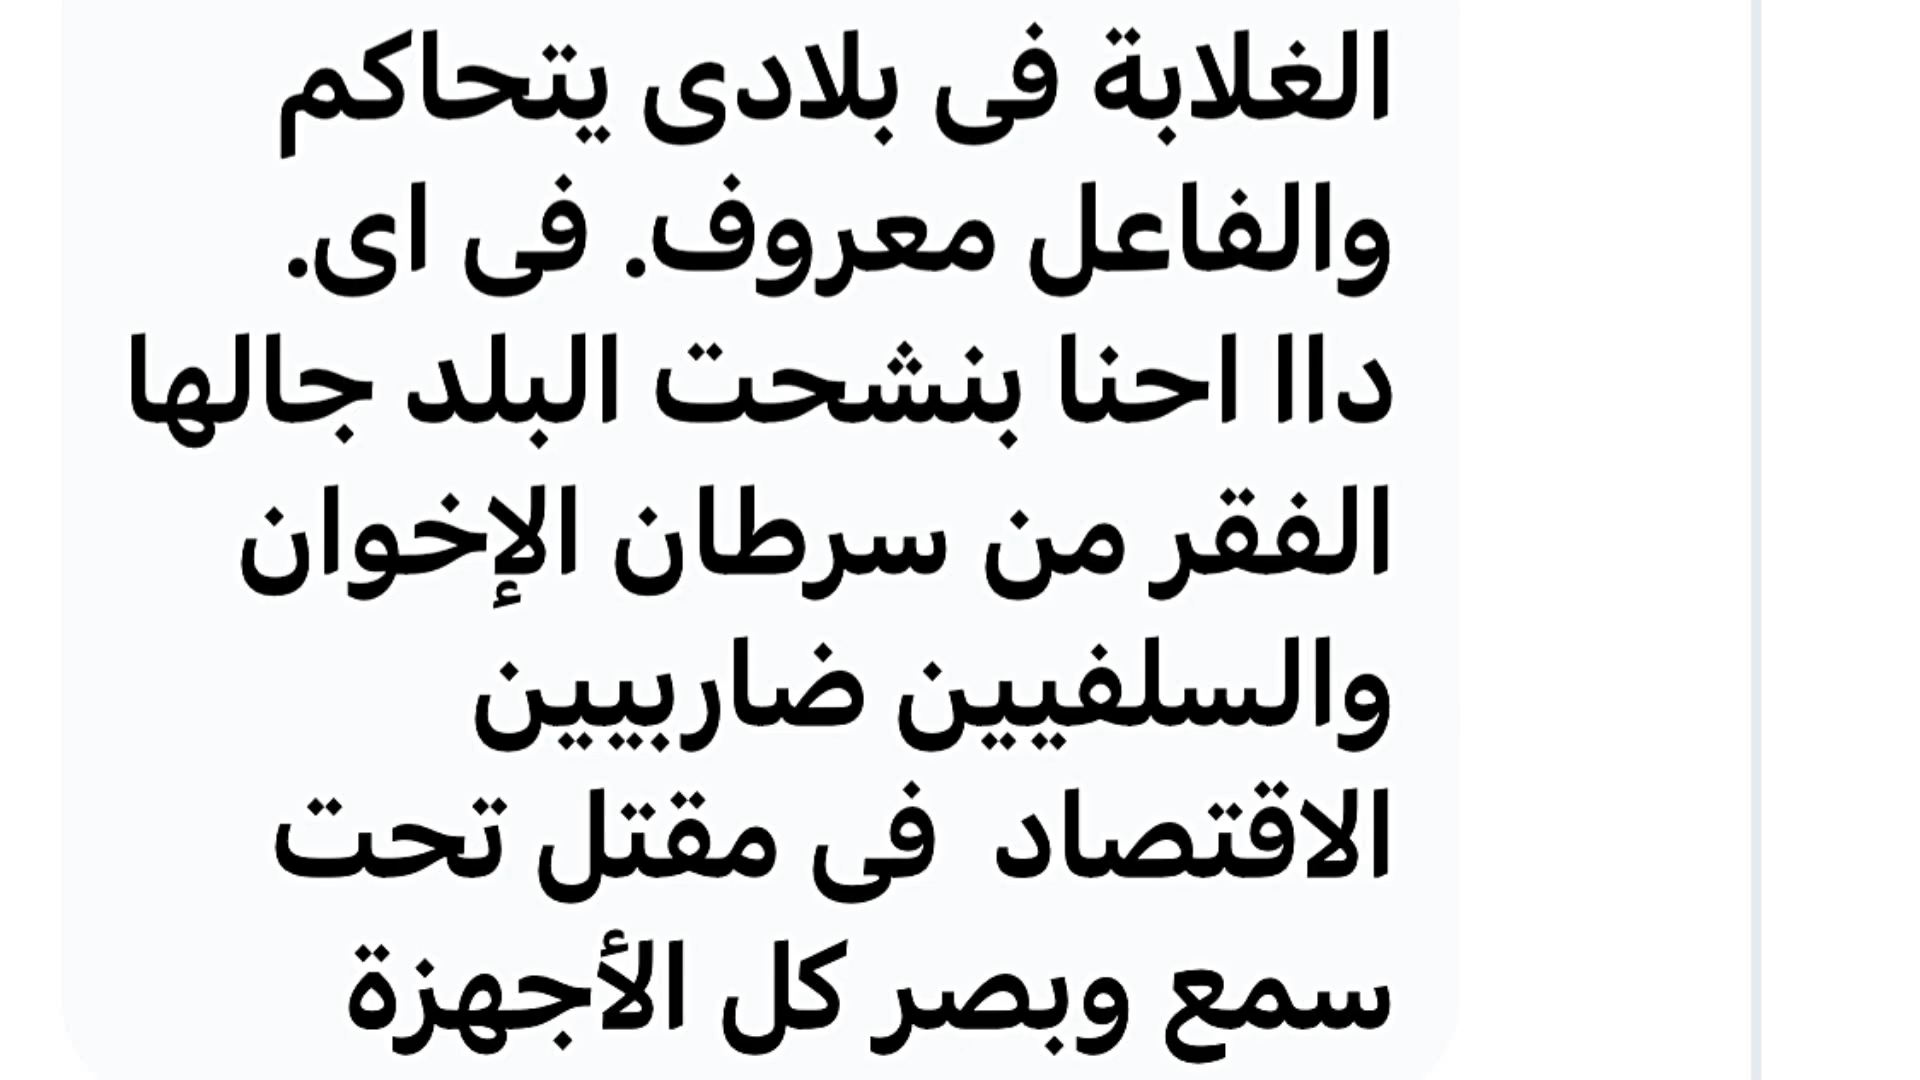 الغلابة فى بلادى يتحاكم
والفاعل معروف. فى اى.
داا احنا بنشحت البلد جالها
الفقر من سرطان الإخوان
والسلفيين ضاربيين
الاقتصاد  فى مقتل تحت
سمع وبصر كل الأجهزة